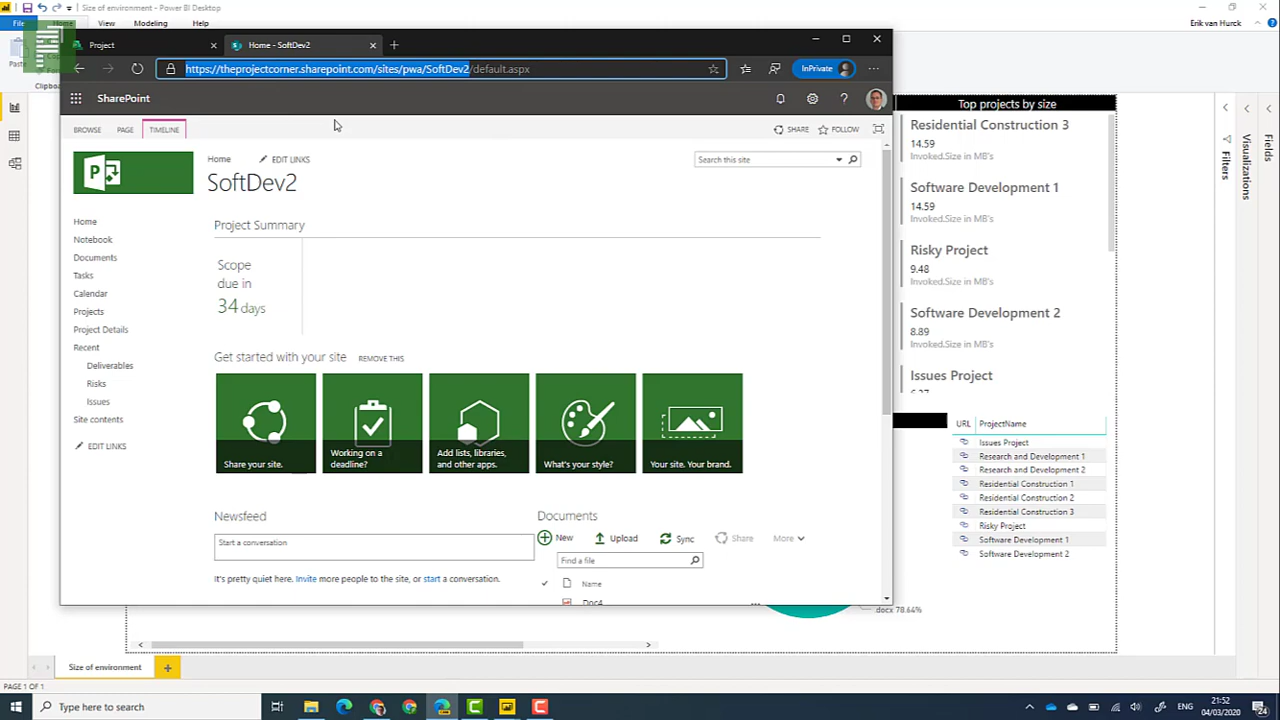 Size of environment - Power BI Desktop
Erik van Hurck
File
Home
View
Modeling
Help
Paste
Clipboa
Project
Home - SoftDev2
https://theprojectcorner.sharepoint.com/sites/pwa/SoftDev2/default.aspx
InPrivate
SharePoint
BROWSE
PAGE
TIMELINE
SHARE
FOLLOW
Home
EDIT LINKS
Search this site
SoftDev2
Home
Notebook
Documents
Tasks
Calendar
Projects
Project Details
Recent
Deliverables
Risks
Issues
Site contents
EDIT LINKS
Project Summary
Scope
due in
34 days
Get started with your site
REMOVE THIS
Share your site.
Working on a
deadline?
Add lists, libraries,
and other apps.
What's your style?
Your site. Your brand.
Newsfeed
Start a conversation
It's pretty quiet here. Invite more people to the site, or start a conversation.
Documents
New
Upload
Sync
Share
More
Find a file
Name
Doc4
Top projects by size
Residential Construction 3
14.59
Invoked.Size in MB's
Software Development 1
14.59
Invoked.Size in MB's
Risky Project
9.48
Invoked.Size in MB's
Software Development 2
8.89
Invoked.Size in MB's
Issues Project
URL
ProjectName
Issues Project
Research and Development 1
Research and Development 2
Residential Construction 1
Residential Construction 2
Residential Construction 3
Risky Project
Software Development 1
Software Development 2
.docx 78.64%
Filters
Visualizations
Fields
Size of environment
PAGE 1 OF 1
Type here to search
ENG
21:52
04/03/2020
24